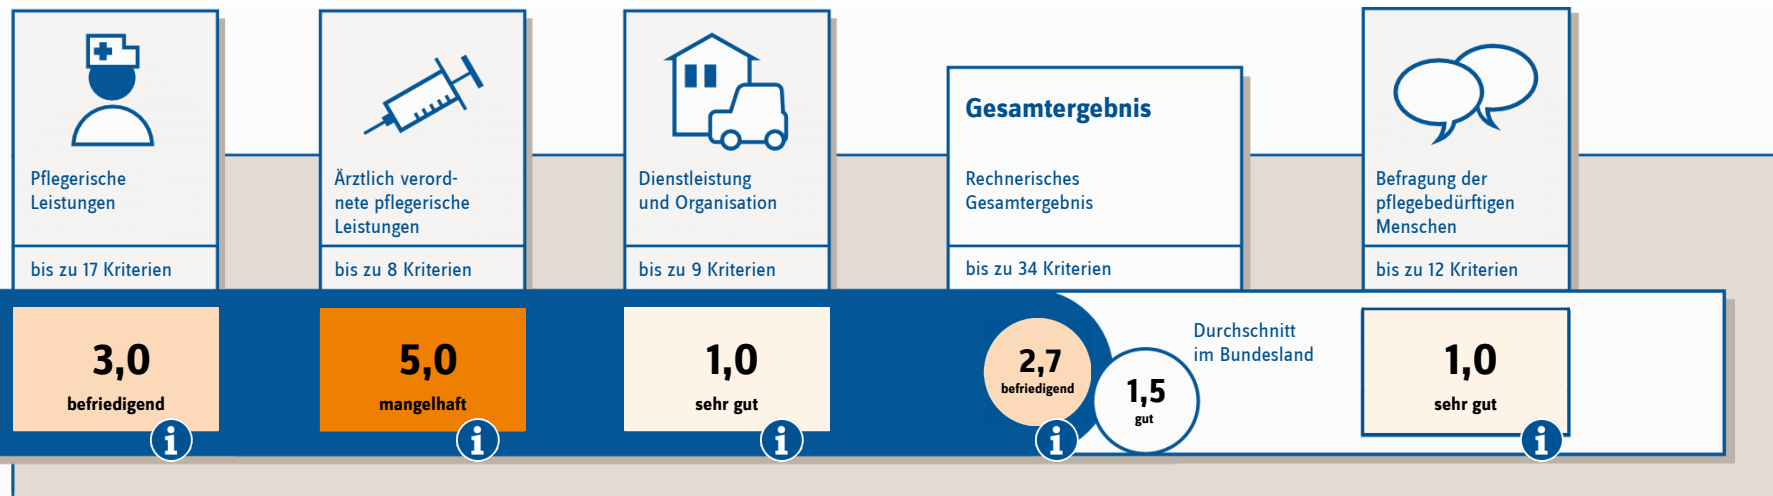 Pflegerische
Leistungen
bis zu 17 Kriterien
3,0
befriedigend
i
Ärztlich verord-
nete pflegerische
Leistungen
bis zu 8 Kriterien
5,0
mangelhaft
i
Dienstleistung
und Organisation
bis zu 9 Kriterien
1,0
sehr gut
i
Gesamtergebnis
Rechnerisches
Gesamtergebnis
bis zu 34 Kriterien
2,7
befriedigend
i
1,5
gut
Durchschnitt
im Bundesland
Befragung der
pflegebedürftigen
Menschen
bis zu 12 Kriterien
1,0
sehr gut
i